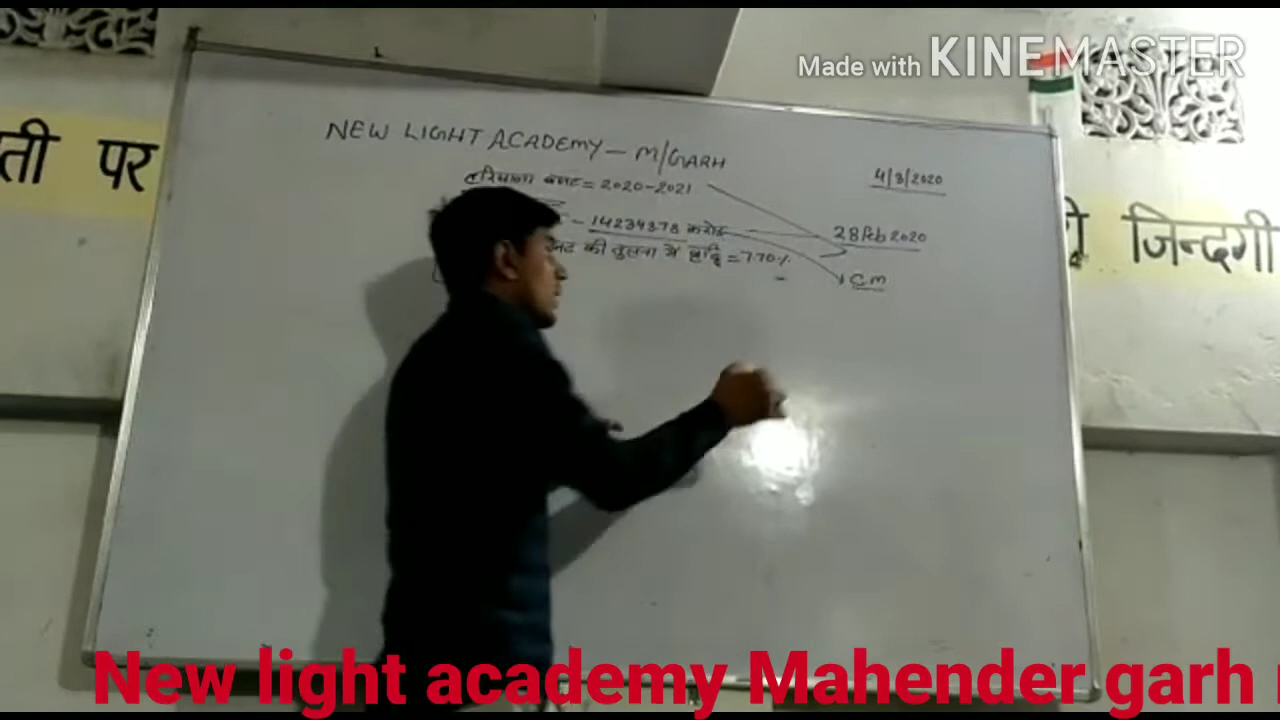 Made with KINEMASTER
ती पर
जिन्दगी
NEW LIGHT ACADEMY - M/GARH
4/3/2020
हरियाणा बजट = 2020-2021
- 14234378 करोड़
28 Feb 2020
की तुलना में वृद्धि = 7.70%
CM
New light academy Mahender garh